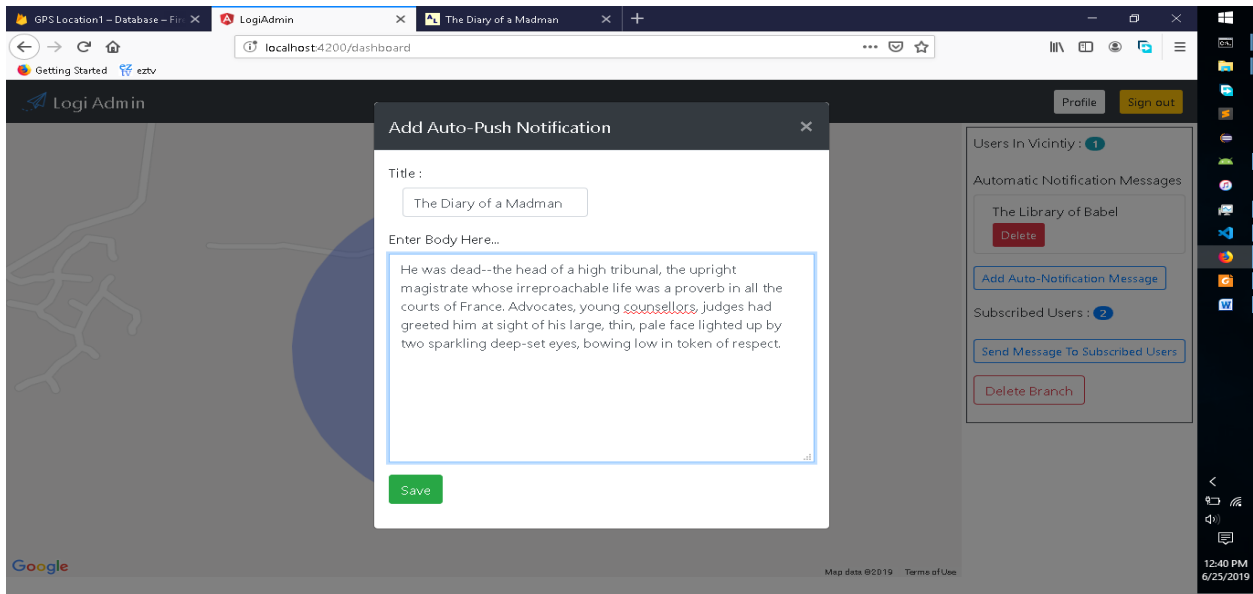 GPS Location1 – Database – Fire
LogiAdmin
The Diary of a Madman
localhost:4200/dashboard
Getting Started
eztv
Logi Admin
Profile
Sign out
Add Auto-Push Notification
Title :
The Diary of a Madman
Enter Body Here...
He was dead--the head of a high tribunal, the upright
magistrate whose irreproachable life was a proverb in all the
courts of France. Advocates, young counsellors, judges had
greeted him at sight of his large, thin, pale face lighted up by
two sparkling deep-set eyes, bowing low in token of respect.
Save
Users In Vicintiy : 1
Automatic Notification Messages
The Library of Babel
Delete
Add Auto-Notification Message
Subscribed Users : 2
Send Message To Subscribed Users
Delete Branch
Google
Map data ©2019 Terms of Use
12:40 PM
6/25/2019